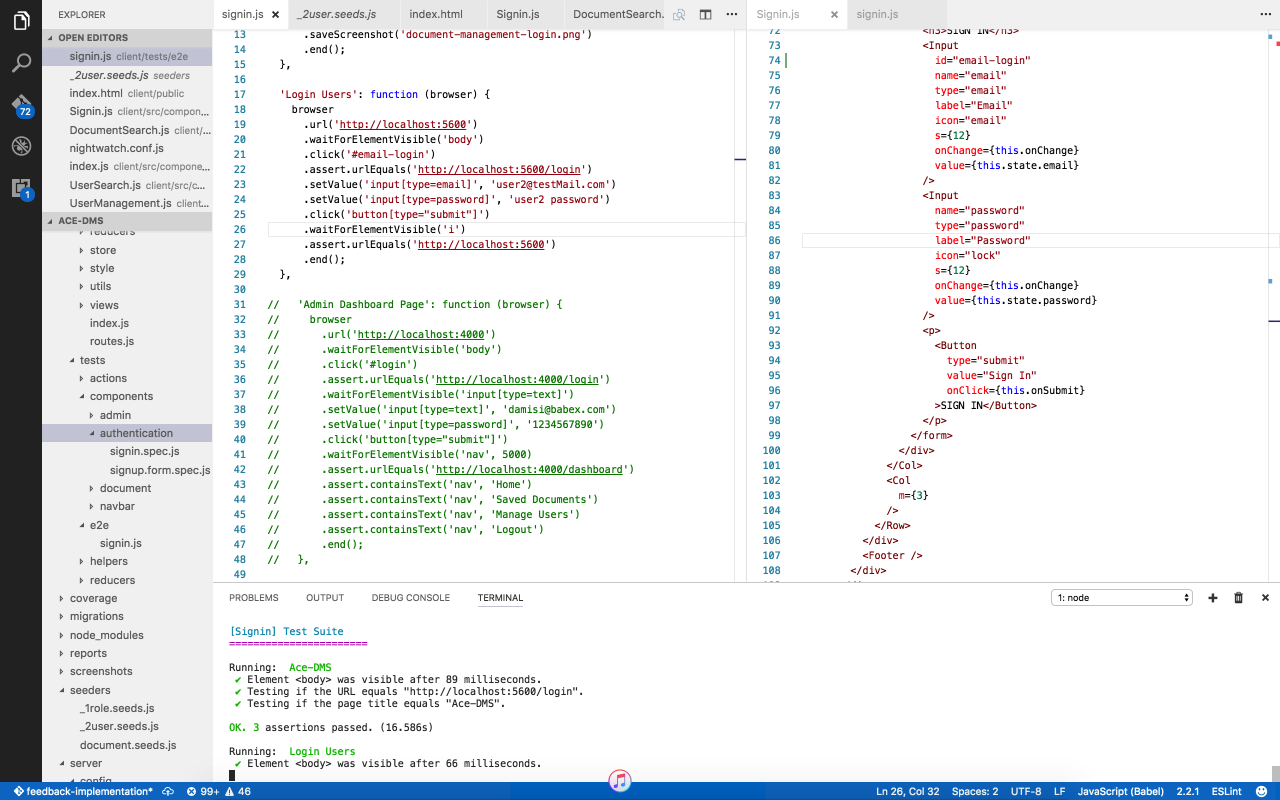 EXPLORER
OPEN EDITORS
signin.js client/tests/e2e
_2user.seeds.js seeders
index.html client/public
Signin.js client/src/compon...
DocumentSearch.js client/...
nightwatch.conf.js
index.js client/src/compone...
UserSearch.js client/src/c...
UserManagement.js client/...
ACE-DMS
reducers
store
style
utils
views
index.js
routes.js
tests
actions
components
admin
authentication
signin.spec.js
signup.form.spec.js
document
navbar
e2e
signin.js
helpers
reducers
coverage
migrations
node_modules
reports
screenshots
seeders
_1role.seeds.js
_2user.seeds.js
document.seeds.js
server
config
72
1
signin.js _2user.seeds.js index.html Signin.js DocumentSearch.
13 .saveScreenshot('document-management-login.png')
14 .end();
15 },
16
17 'Login Users': function (browser) {
18 browser
19 .url('http://localhost:5600')
20 .waitForElementVisible('body')
21 .click('#email-login')
22 .assert.urlEquals('http://localhost:5600/login')
23 .setValue('input[type=email]', 'user2@testMail.com')
24 .setValue('input[type=password]', 'user2 password')
25 .click('button[type="submit"]')
26 .waitForElementVisible('i')
27 .assert.urlEquals('http://localhost:5600')
28 .end();
29 },
30
31 // 'Admin Dashboard Page': function (browser) {
32 // browser
33 // .url('http://localhost:4000')
34 // .waitForElementVisible('body')
35 // .click('#login')
36 // .assert.urlEquals('http://localhost:4000/login')
37 // .waitForElementVisible('input[type=text]')
38 // .setValue('input[type=text]', 'damisi@babex.com')
39 // .setValue('input[type=password]', '1234567890')
40 // .click('button[type="submit"]')
41 // .waitForElementVisible('nav', 5000)
42 // .assert.urlEquals('http://localhost:4000/dashboard')
43 // .assert.containsText('nav', 'Home')
44 // .assert.containsText('nav', 'Saved Documents')
45 // .assert.containsText('nav', 'Manage Users')
46 // .assert.containsText('nav', 'Logout')
47 // .end();
48 // },
49
Signin.js signin.js
72 <h3>SIGN IN</h3>
73 <Input
74 id="email-login"
75 name="email"
76 type="email"
77 label="Email"
78 icon="email"
79 s={12}
80 onChange={this.onChange}
81 value={this.state.email}
82 />
83 <Input
84 name="password"
85 type="password"
86 label="Password"
87 icon="lock"
88 s={12}
89 onChange={this.onChange}
90 value={this.state.password}
91 />
92 <p>
93 <Button
94 type="submit"
95 value="Sign In"
96 onClick={this.onSubmit}
97 >SIGN IN</Button>
98 </p>
99 </form>
100 </div>
101 </Col>
102 <Col
103 m={3}
104 />
105 </Row>
106 </div>
107 <Footer />
108 </div>
PROBLEMS OUTPUT DEBUG CONSOLE TERMINAL
1: node
[Signin] Test Suite
=======================
Running: Ace-DMS
✔ Element <body> was visible after 89 milliseconds.
✔ Testing if the URL equals "http://localhost:5600/login".
✔ Testing if the page title equals "Ace-DMS".
OK. 3 assertions passed. (16.586s)
Running: Login Users
✔ Element <body> was visible after 66 milliseconds.
feedback-implementation* 99+ 46 Ln 26, Col 32 Spaces: 2 UTF-8 LF JavaScript (Babel) 2.2.1 ESLint